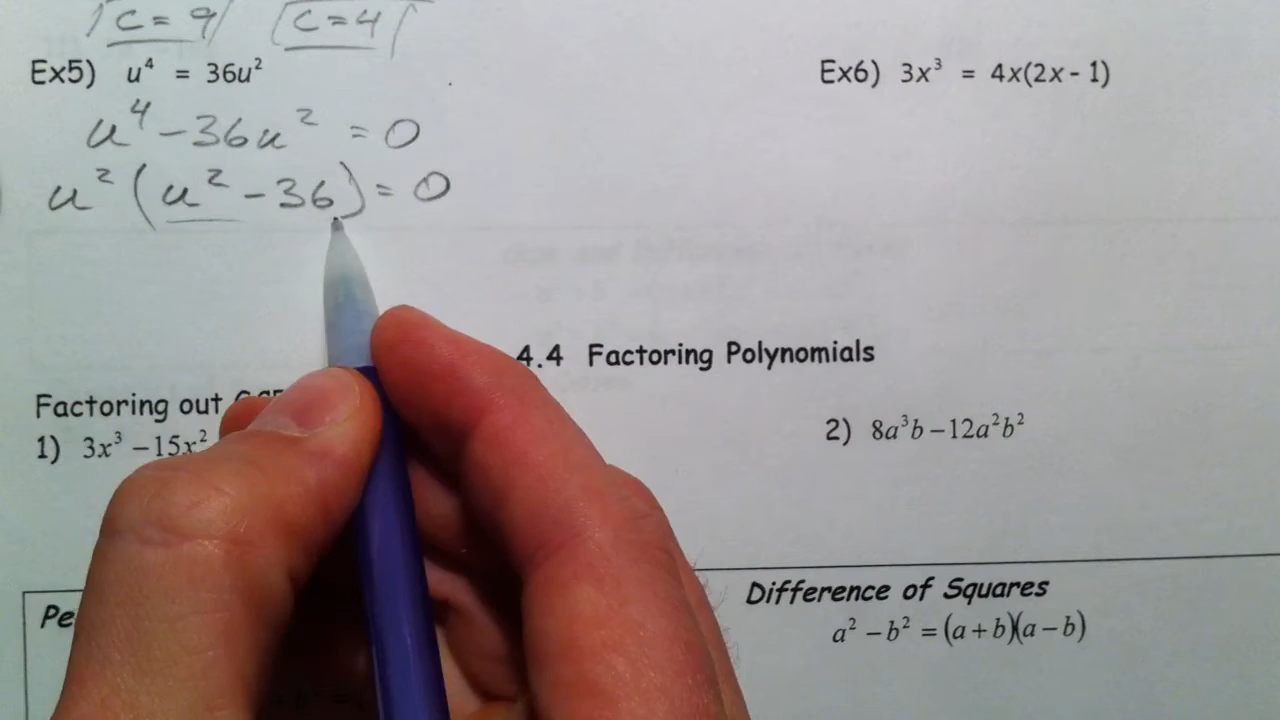 C = 9 C = 4
Ex5) u⁴ = 36u²
Ex6) 3x³ = 4x(2x - 1)
u⁴ - 36u² = 0
u² (u² - 36) = 0
4.4 Factoring Polynomials
Factoring out
1) 3x³ - 15x²
2) 8a³b - 12a²b²
Difference of Squares
a² - b² = (a + b)(a - b)